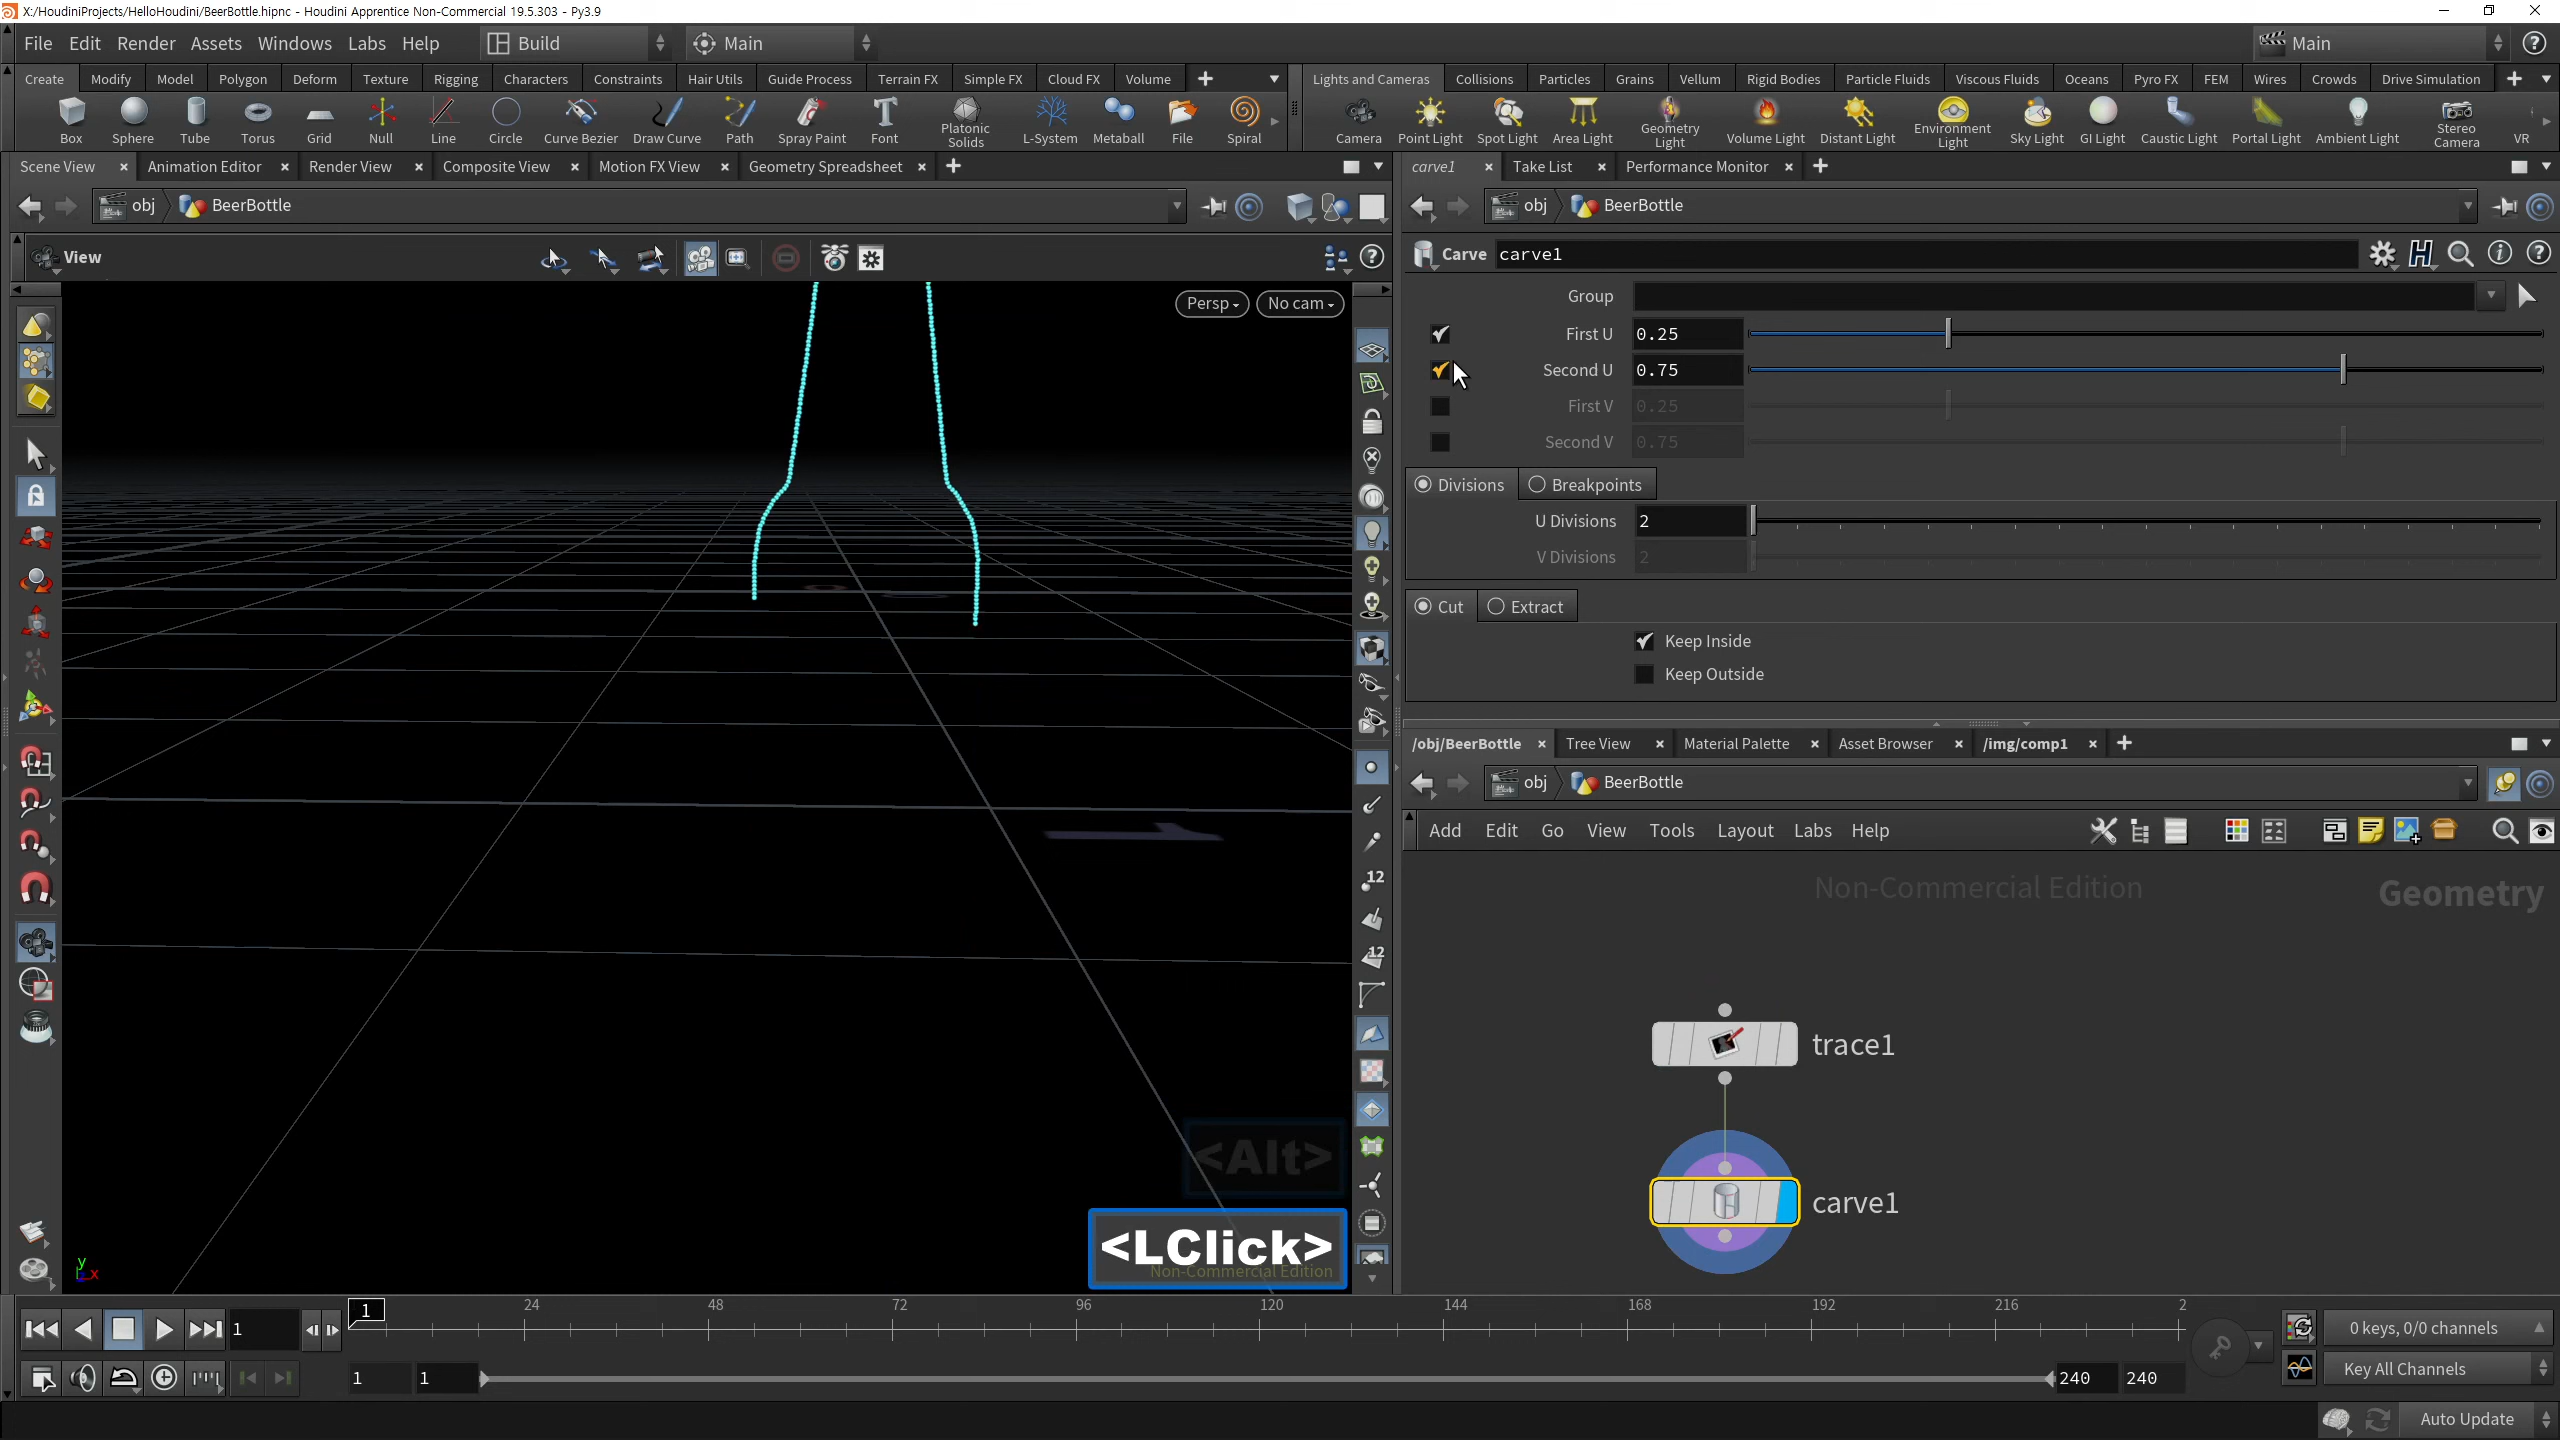 X:/HoudiniProjects/HelloHoudini/BeerBottle.hipnc - Houdini Apprentice Non-Commercial 19.5.303 - Py3.9
File Edit Render Assets Windows Labs Help Build Main Main
Create Modify Model Polygon Deform Texture Rigging Characters Constraints Hair Utils Guide Process Terrain FX Simple FX Cloud FX Volume
Lights and Cameras Collisions Particles Grains Vellum Rigid Bodies Particle Fluids Viscous Fluids Oceans Pyro FX FEM Wires Crowds Drive Simulation
Box Sphere Tube Torus Grid Null Line Circle Curve Bezier Draw Curve Path Spray Paint Font Platonic Solids L-System Metaball File Spiral
Camera Point Light Spot Light Area Light Geometry Light Volume Light Distant Light Environment Light Sky Light GI Light Caustic Light Portal Light Ambient Light Stereo Camera VR
Scene View Animation Editor Render View Composite View Motion FX View Geometry Spreadsheet
carve1 Take List Performance Monitor
obj BeerBottle
obj BeerBottle
View
Persp No cam
Carve carve1
Group
First U 0.25
Second U 0.75
First V 0.25
Second V 0.75
Divisions Breakpoints
U Divisions 2
V Divisions 2
Cut Extract
Keep Inside
Keep Outside
/obj/BeerBottle Tree View Material Palette Asset Browser /img/comp1
obj BeerBottle
Add Edit Go View Tools Layout Labs Help
Non-Commercial Edition
Geometry
trace1
carve1
12
12
<Alt>
<LClick>
Non-Commercial Edition
y
z x
1
1 24 48 72 96 120 144 168 192 216 2
0 keys, 0/0 channels
1 1 240 240
Key All Channels
Auto Update